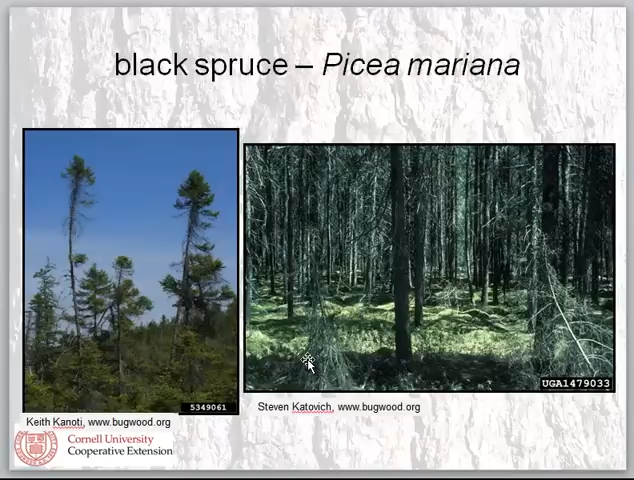 black spruce – Picea mariana
5349061
UGA1479033
Keith Kanoti, www.bugwood.org
Steven Katovich, www.bugwood.org
Cornell University
Cooperative Extension